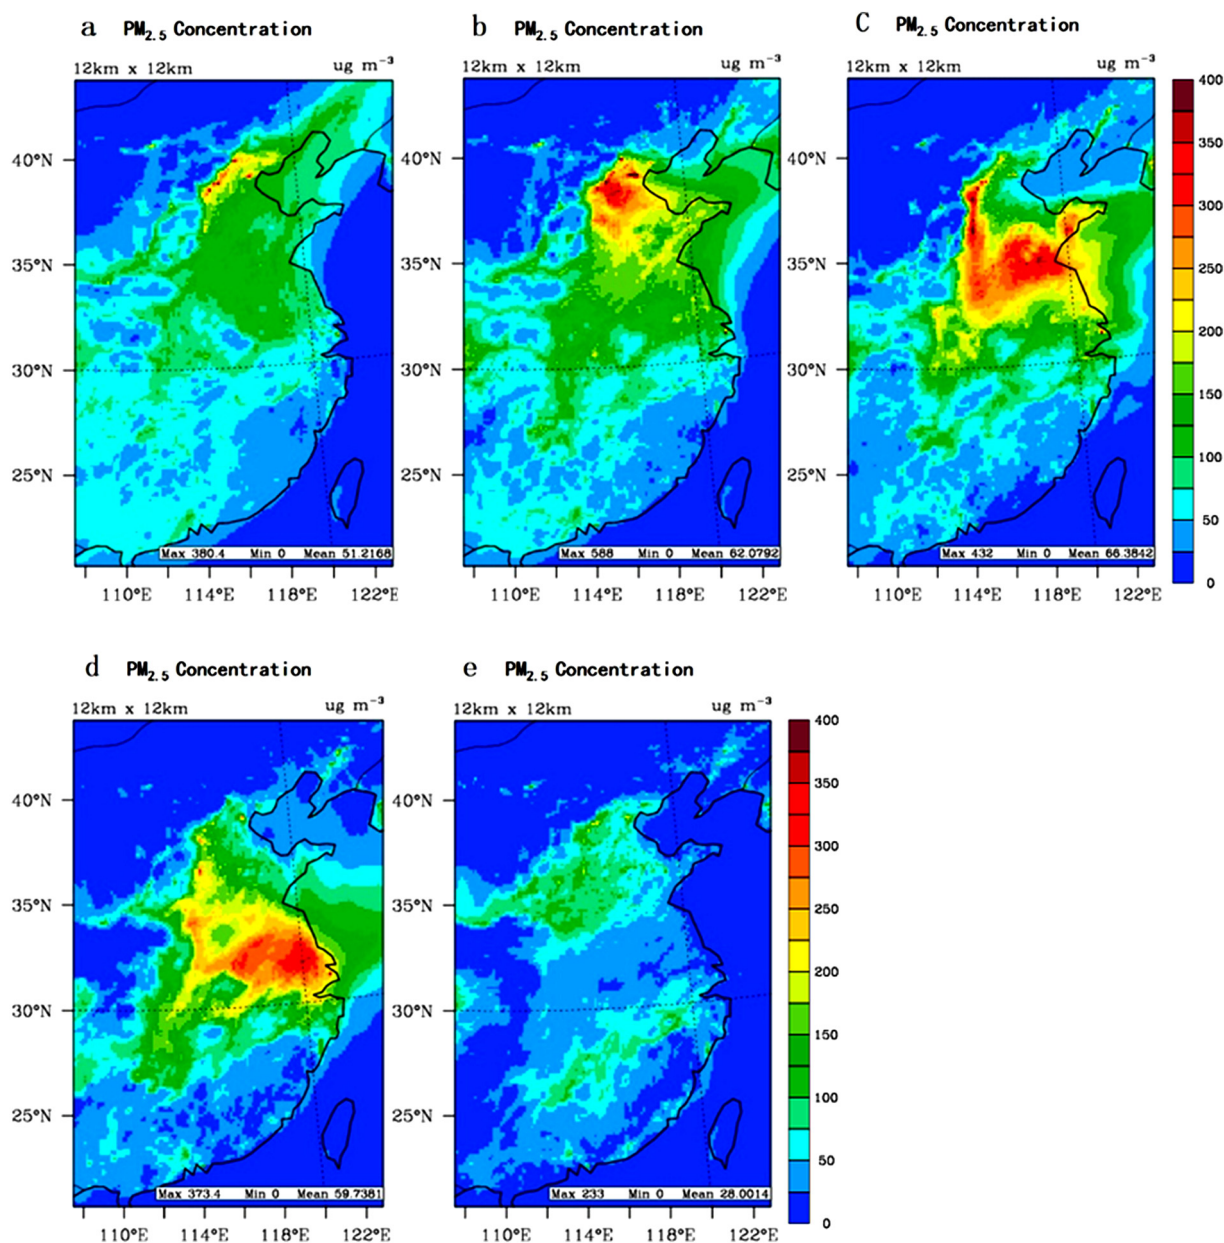 a PM2.5 Concentration
12km x 12km ug m⁻³
40°N
35°N
30°N
25°N
Max 380.4 Min 0 Mean 51.2168
110°E 114°E 118°E 122°E
b PM2.5 Concentration
12km x 12km ug m⁻³
40°N
35°N
30°N
25°N
Max 588 Min 0 Mean 62.0792
110°E 114°E 118°E 122°E
C PM2.5 Concentration
12km x 12km ug m⁻³
40°N
35°N
30°N
25°N
Max 432 Min 0 Mean 66.3842
110°E 114°E 118°E 122°E
400
350
300
250
200
150
100
50
0
d PM2.5 Concentration
12km x 12km ug m⁻³
40°N
35°N
30°N
25°N
Max 373.4 Min 0 Mean 59.7381
110°E 114°E 118°E 122°E
e PM2.5 Concentration
12km x 12km ug m⁻³
40°N
35°N
30°N
25°N
Max 233 Min 0 Mean 28.0014
110°E 114°E 118°E 122°E
400
350
300
250
200
150
100
50
0